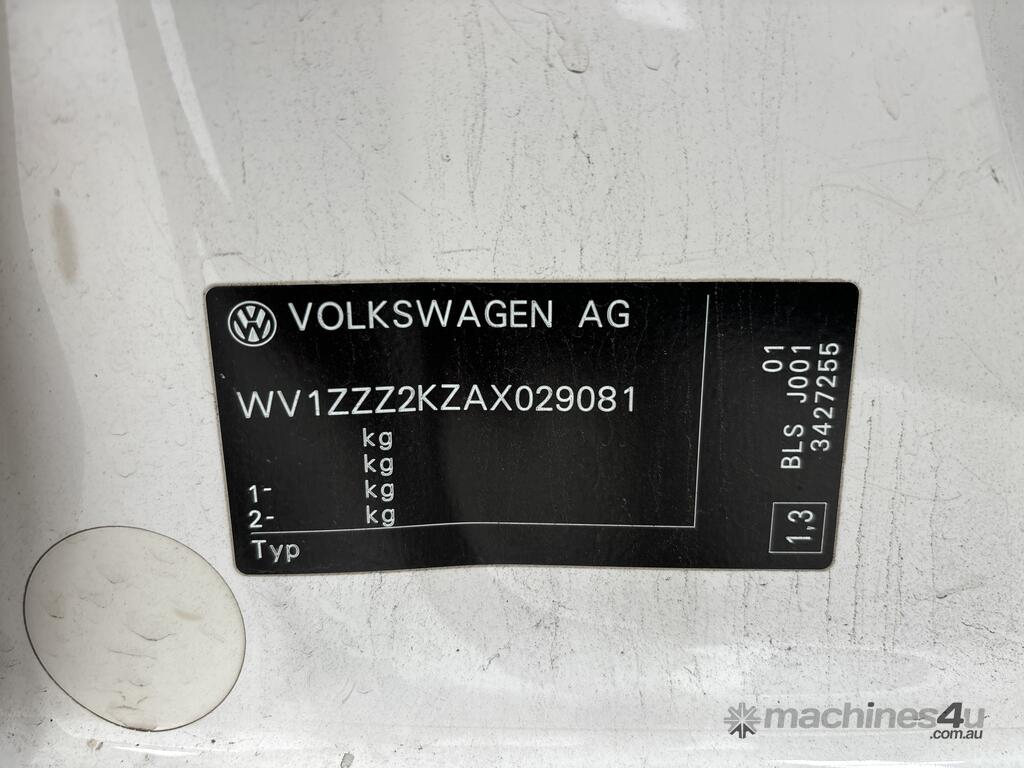 VOLKSWAGEN AG
WV1ZZZ2KZAX029081
kg
kg
1- kg
2- kg
Typ
01
BLS J001
3427255
1,3
machines4u
.com.au